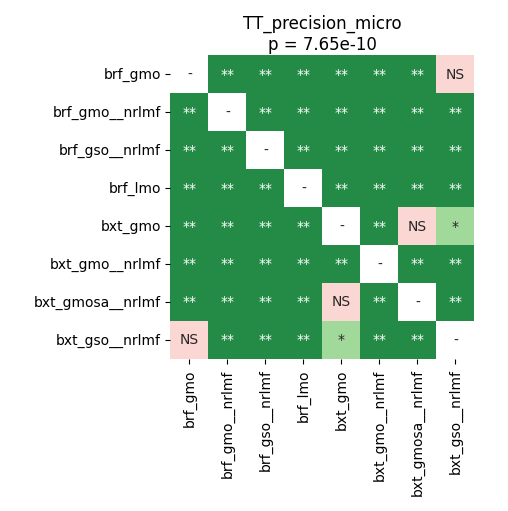 TT_precision_micro
p = 7.65e-10
brf_gmo - ** ** ** ** ** ** NS
brf_gmo__nrlmf ** - ** ** ** ** ** **
brf_gso__nrlmf ** ** - ** ** ** ** **
brf_lmo ** ** ** - ** ** ** **
bxt_gmo ** ** ** ** - ** NS *
bxt_gmo__nrlmf ** ** ** ** ** - ** **
bxt_gmosa__nrlmf ** ** ** ** NS ** - **
bxt_gso__nrlmf NS ** ** ** * ** ** -
brf_gmo
brf_gmo__nrlmf
brf_gso__nrlmf
brf_lmo
bxt_gmo
bxt_gmo__nrlmf
bxt_gmosa__nrlmf
bxt_gso__nrlmf